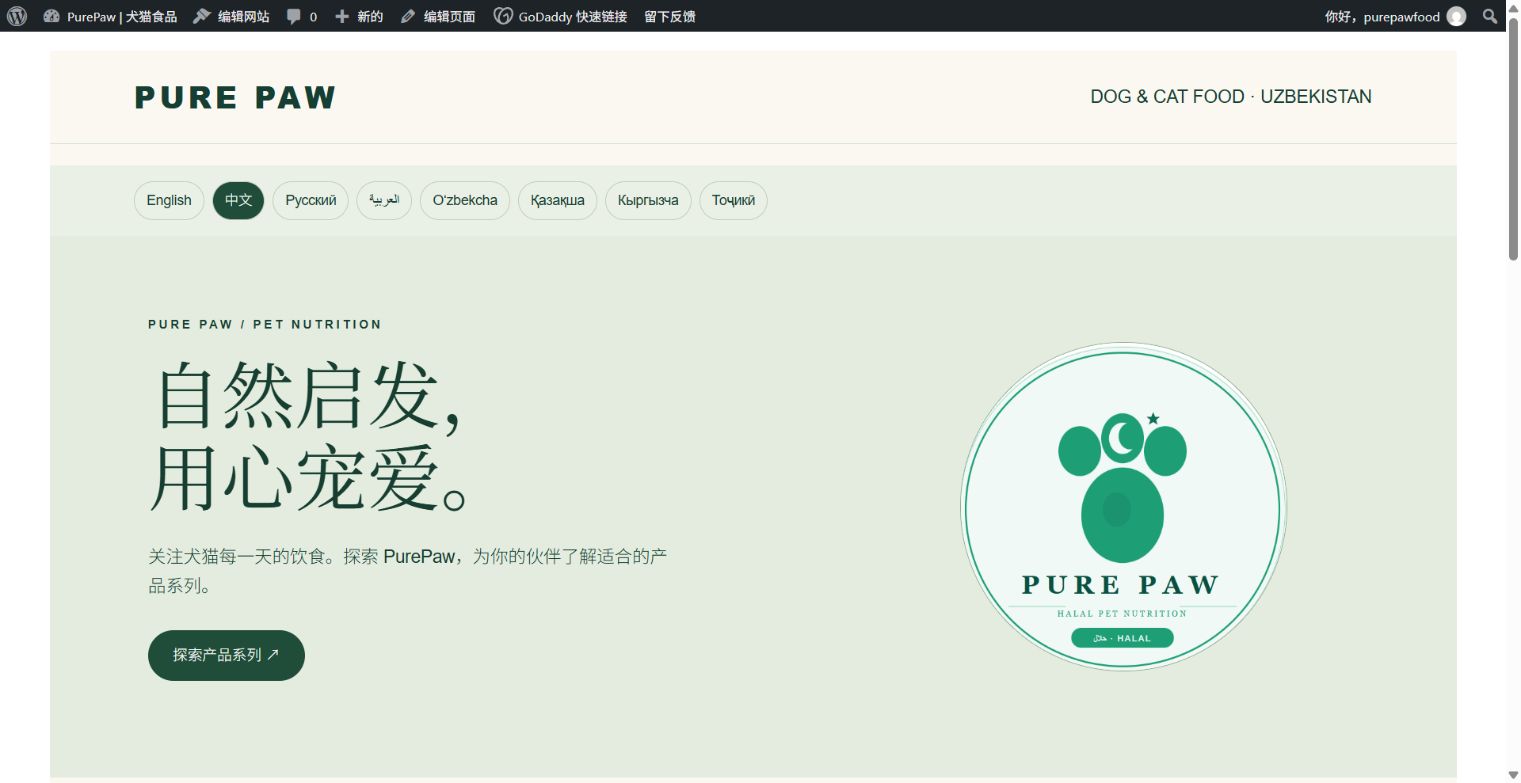 PurePaw | 犬猫食品 编辑网站 0 新的 编辑页面 GoDaddy 快速链接 留下反馈 你好，purepawfood
PURE PAW
DOG & CAT FOOD · UZBEKISTAN
English 中文 Русский العربية O‘zbekcha Қазақша Кыргызча Тоҷикӣ
PURE PAW / PET NUTRITION
自然启发，
用心宠爱。
关注犬猫每一天的饮食。探索 PurePaw，为你的伙伴了解适合的产
品系列。
探索产品系列 ↗
PURE PAW
HALAL PET NUTRITION
حلال · HALAL